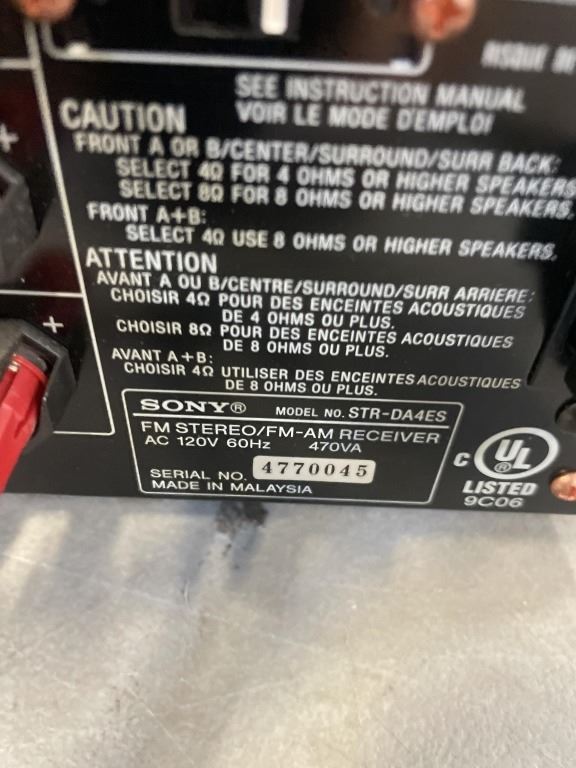 RISQUE DE
SEE INSTRUCTION MANUAL
VOIR LE MODE D'EMPLOI
CAUTION
FRONT A OR B/CENTER/SURROUND/SURR BACK:
SELECT 4Ω FOR 4 OHMS OR HIGHER SPEAKERS
SELECT 8Ω FOR 8 OHMS OR HIGHER SPEAKERS.
FRONT A+B:
SELECT 4Ω USE 8 OHMS OR HIGHER SPEAKERS.
ATTENTION
AVANT A OU B/CENTRE/SURROUND/SURR ARRIERE:
CHOISIR 4Ω POUR DES ENCEINTES ACOUSTIQUES
DE 4 OHMS OU PLUS.
CHOISIR 8Ω POUR DES ENCEINTES ACOUSTIQUES
DE 8 OHMS OU PLUS.
AVANT A+B:
CHOISIR 4Ω UTILISER DES ENCEINTES ACOUSTIQUES
DE 8 OHMS OU PLUS.
SONY® MODEL NO. STR-DA4ES
FM STEREO/FM-AM RECEIVER
AC 120V 60Hz 470VA
SERIAL NO. 4770045
MADE IN MALAYSIA
C UL ®
LISTED
9C06
+
+